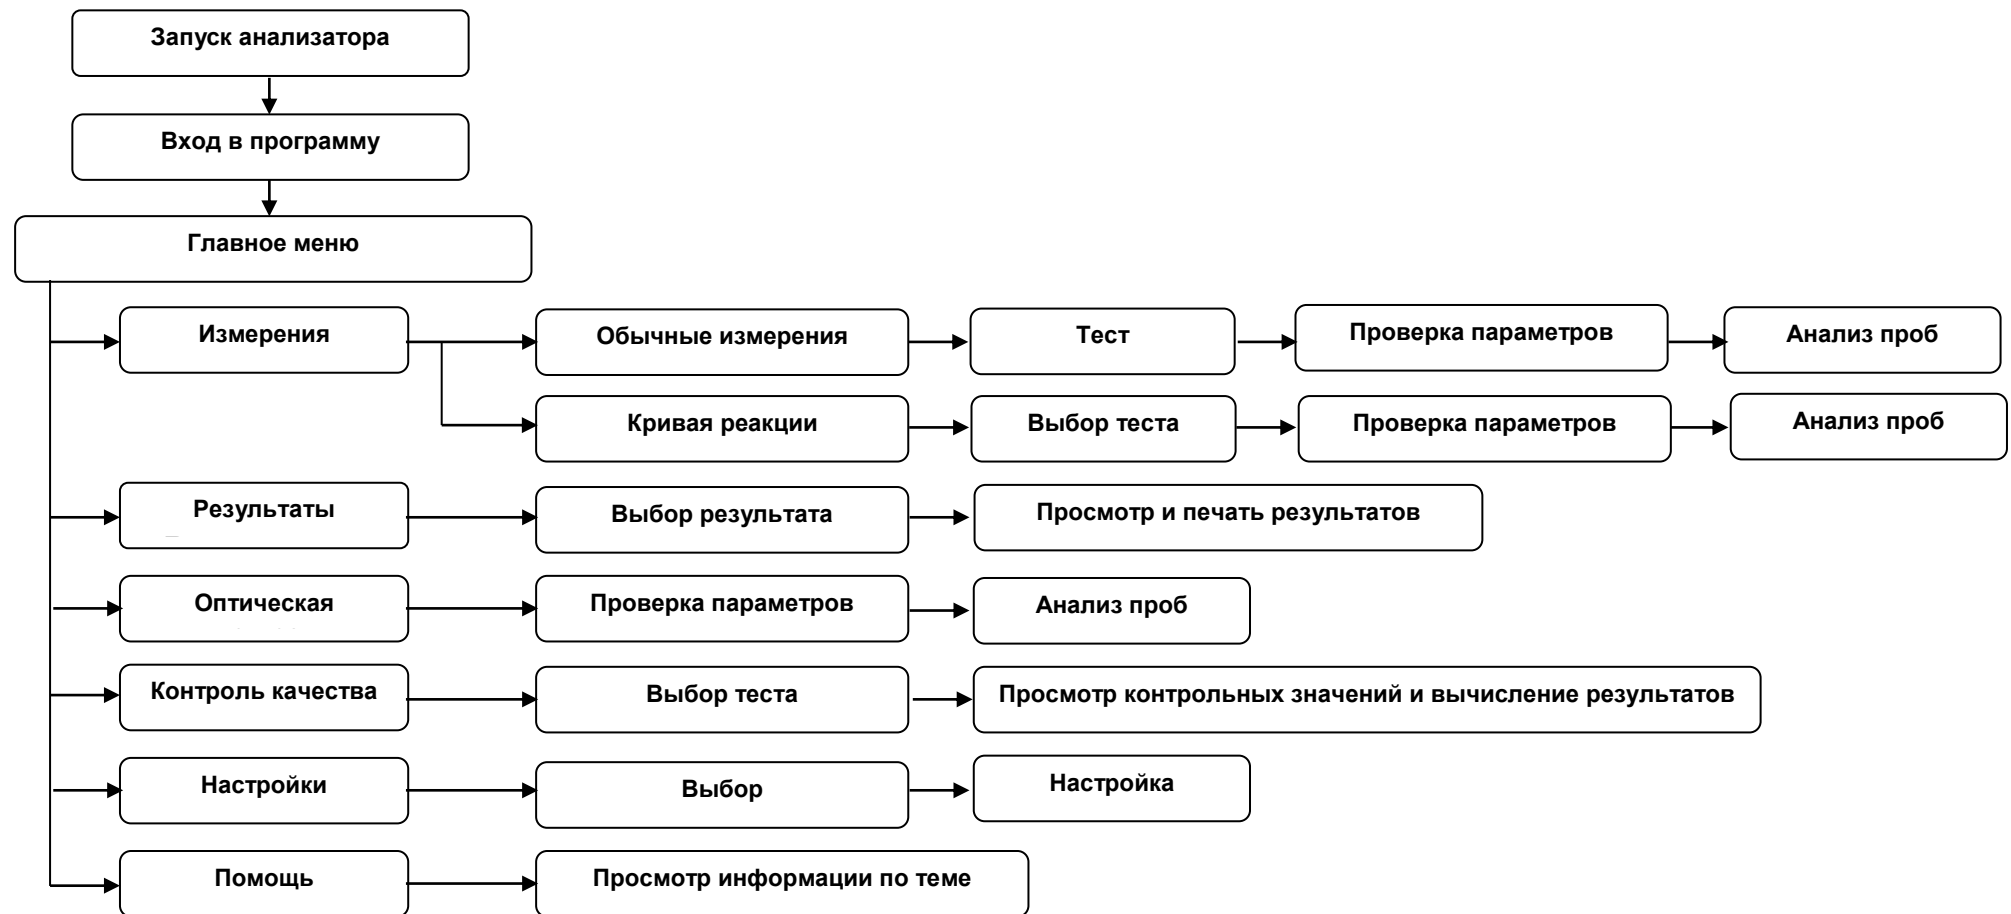 Запуск анализатора
Вход в программу
Главное меню
Измерения
Обычные измерения
Тест
Проверка параметров
Анализ проб
Кривая реакции
Выбор теста
Проверка параметров
Анализ проб
Результаты
Выбор результата
Просмотр и печать результатов
Оптическая
Проверка параметров
Анализ проб
Контроль качества
Выбор теста
Просмотр контрольных значений и вычисление результатов
Настройки
Выбор
Настройка
Помощь
Просмотр информации по теме